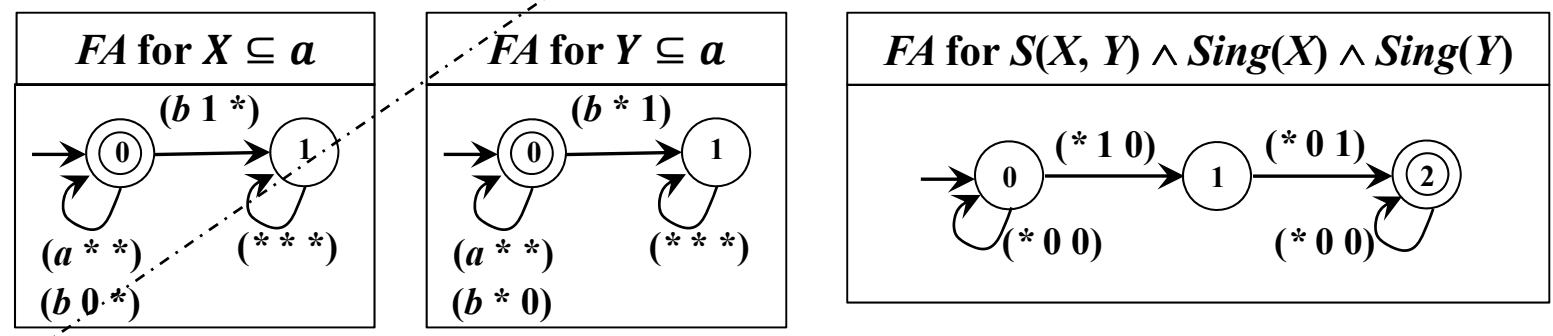 FA for X ⊆ a
(b 1 *)
0
1
(a * *)
(* * *)
(b 0 *)
FA for Y ⊆ a
(b * 1)
0
1
(a * *)
(* * *)
(b * 0)
FA for S(X, Y) ∧ Sing(X) ∧ Sing(Y)
(* 1 0)
(* 0 1)
0
1
2
(* 0 0)
(* 0 0)